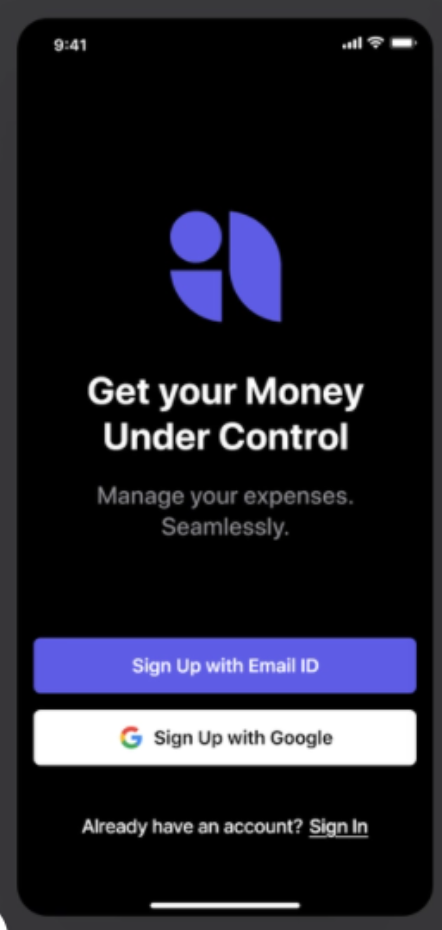 9:41
Get your Money
Under Control
Manage your expenses.
Seamlessly.
Sign Up with Email ID
Sign Up with Google
Already have an account? Sign In